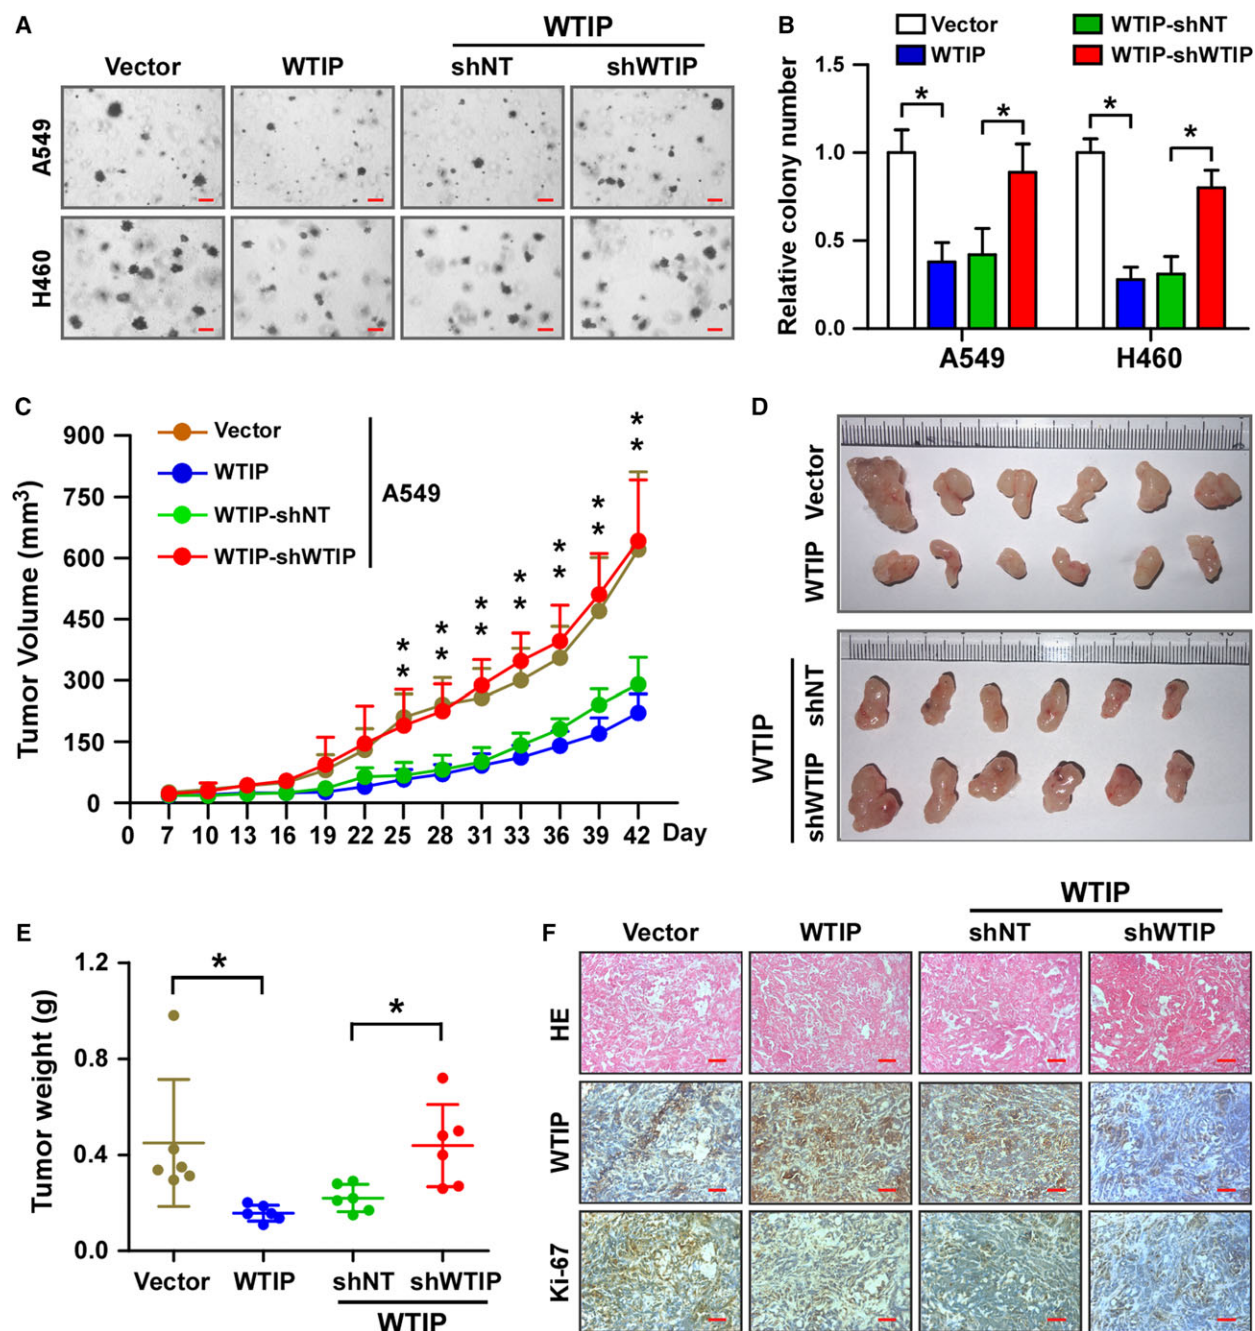 A
WTIP
Vector WTIP shNT shWTIP
A549
H460
B
Vector WTIP-shNT
WTIP WTIP-shWTIP
Relative colony number
1.5
1.0
0.5
0.0
* * * *
A549 H460
C
Vector
WTIP
WTIP-shNT
WTIP-shWTIP
A549
Tumor Volume (mm³)
900
750
600
450
300
150
0
* * * * * * *
* * * * * * *
0 7 10 13 16 19 22 25 28 31 33 36 39 42 Day
D
Vector
WTIP
WTIP
shNT
shWTIP
E
Tumor weight (g)
1.2
0.8
0.4
0.0
* *
Vector WTIP shNT shWTIP
WTIP
F
WTIP
Vector WTIP shNT shWTIP
HE
WTIP
Ki-67